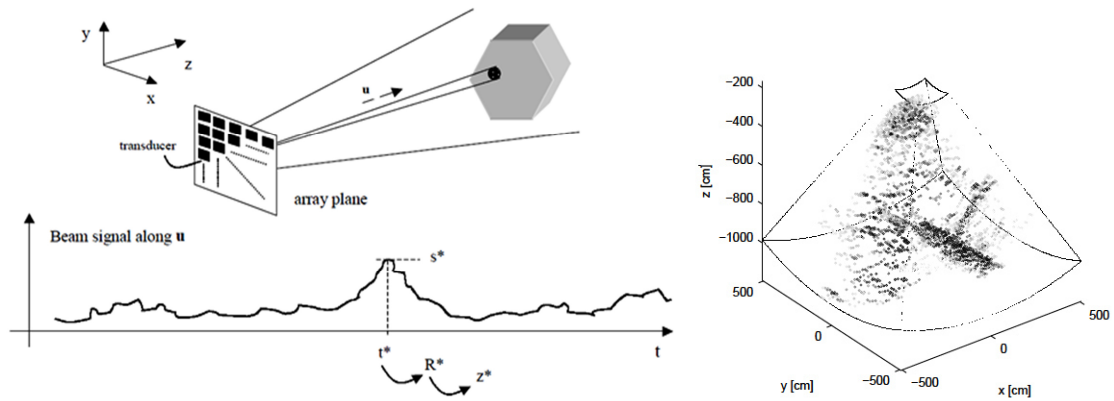 y
z
x
u
transducer
array plane
Beam signal along u
s*
t*
t
R*
z*
−200
−400
−600
−800
−1000
z [cm]
500
0
−500
y [cm]
−500
0
500
x [cm]